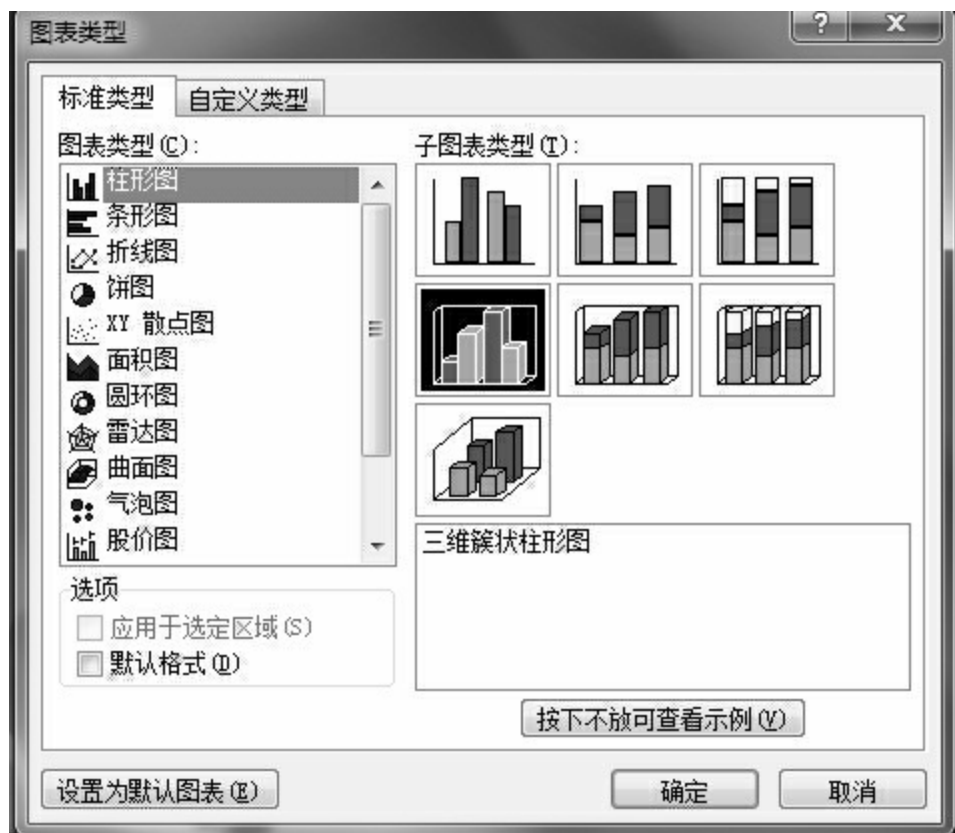 图表类型
标准类型 自定义类型
图表类型(C):
柱形图
条形图
折线图
饼图
XY 散点图
面积图
圆环图
雷达图
曲面图
气泡图
股价图
选项
应用于选定区域(S)
默认格式(D)
子图表类型(T):
三维簇状柱形图
按下不放可查看示例(V)
设置为默认图表(E) 确定 取消